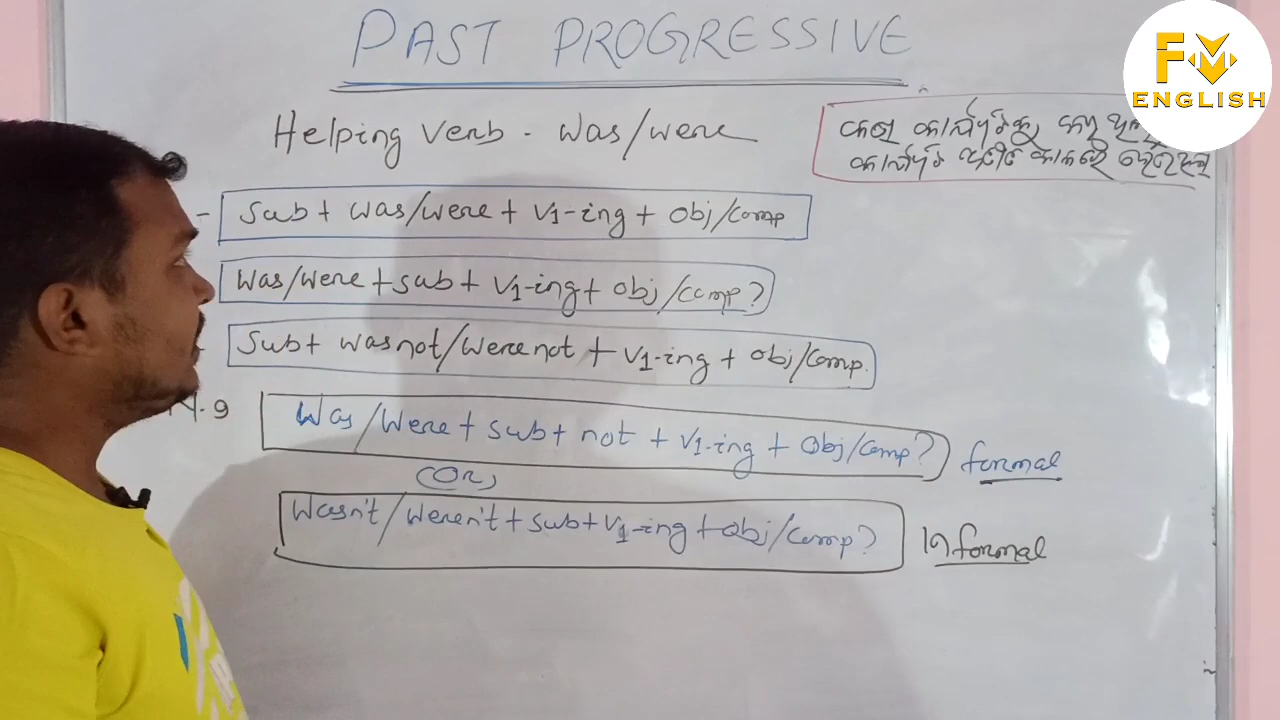 PAST PROGRESSIVE
FM
ENGLISH
Helping Verb - Was/were
କାର୍ଯ୍ୟ
- Sub + was/were + V1-ing + Obj/comp
Was/were + sub + V1-ing + obj/comp?
- Sub + was not/were not + V1-ing + obj/comp.
N.9
Was/Were + sub + not + V1-ing + Obj/comp?) formal
(OR)
Wasn't/Weren't + sub + V1-ing + obj/comp? Informal